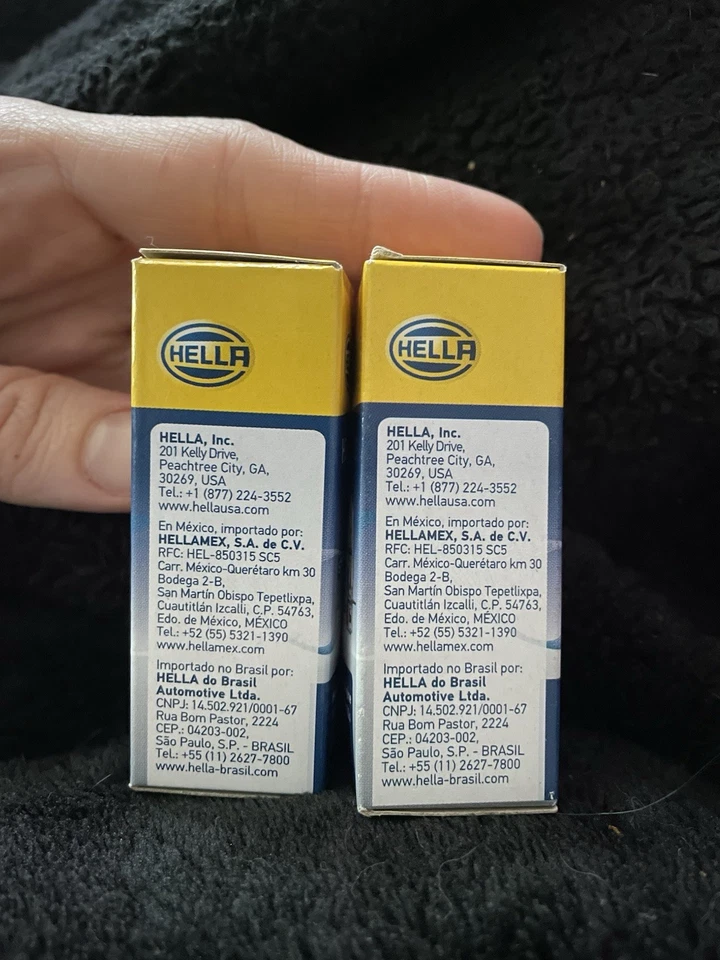 HELLA
HELLA, Inc.
201 Kelly Drive,
Peachtree City, GA,
30269, USA
Tel.: +1 (877) 224-3552
www.hellausa.com
En México, importado por:
HELLAMEX, S.A. de C.V.
RFC: HEL-850315 SC5
Carr. México-Querétaro km 30
Bodega 2-B,
San Martín Obispo Tepetlixpa,
Cuautitlán Izcalli, C.P. 54763,
Edo. de México, MÉXICO
Tel.: +52 (55) 5321-1390
www.hellamex.com
Importado no Brasil por:
HELLA do Brasil
Automotive Ltda.
CNPJ: 14.502.921/0001-67
Rua Bom Pastor, 2224
CEP.: 04203-002,
São Paulo, S.P. - BRASIL
Tel.: +55 (11) 2627-7800
www.hella-brasil.com
HELLA
HELLA, Inc.
201 Kelly Drive,
Peachtree City, GA,
30269, USA
Tel.: +1 (877) 224-3552
www.hellausa.com
En México, importado por:
HELLAMEX, S.A. de C.V.
RFC: HEL-850315 SC5
Carr. México-Querétaro km 30
Bodega 2-B,
San Martín Obispo Tepetlixpa,
Cuautitlán Izcalli, C.P. 54763,
Edo. de México, MÉXICO
Tel.: +52 (55) 5321-1390
www.hellamex.com
Importado no Brasil por:
HELLA do Brasil
Automotive Ltda.
CNPJ: 14.502.921/0001-67
Rua Bom Pastor, 2224
CEP.: 04203-002,
São Paulo, S.P. - BRASIL
Tel.: +55 (11) 2627-7800
www.hella-brasil.com